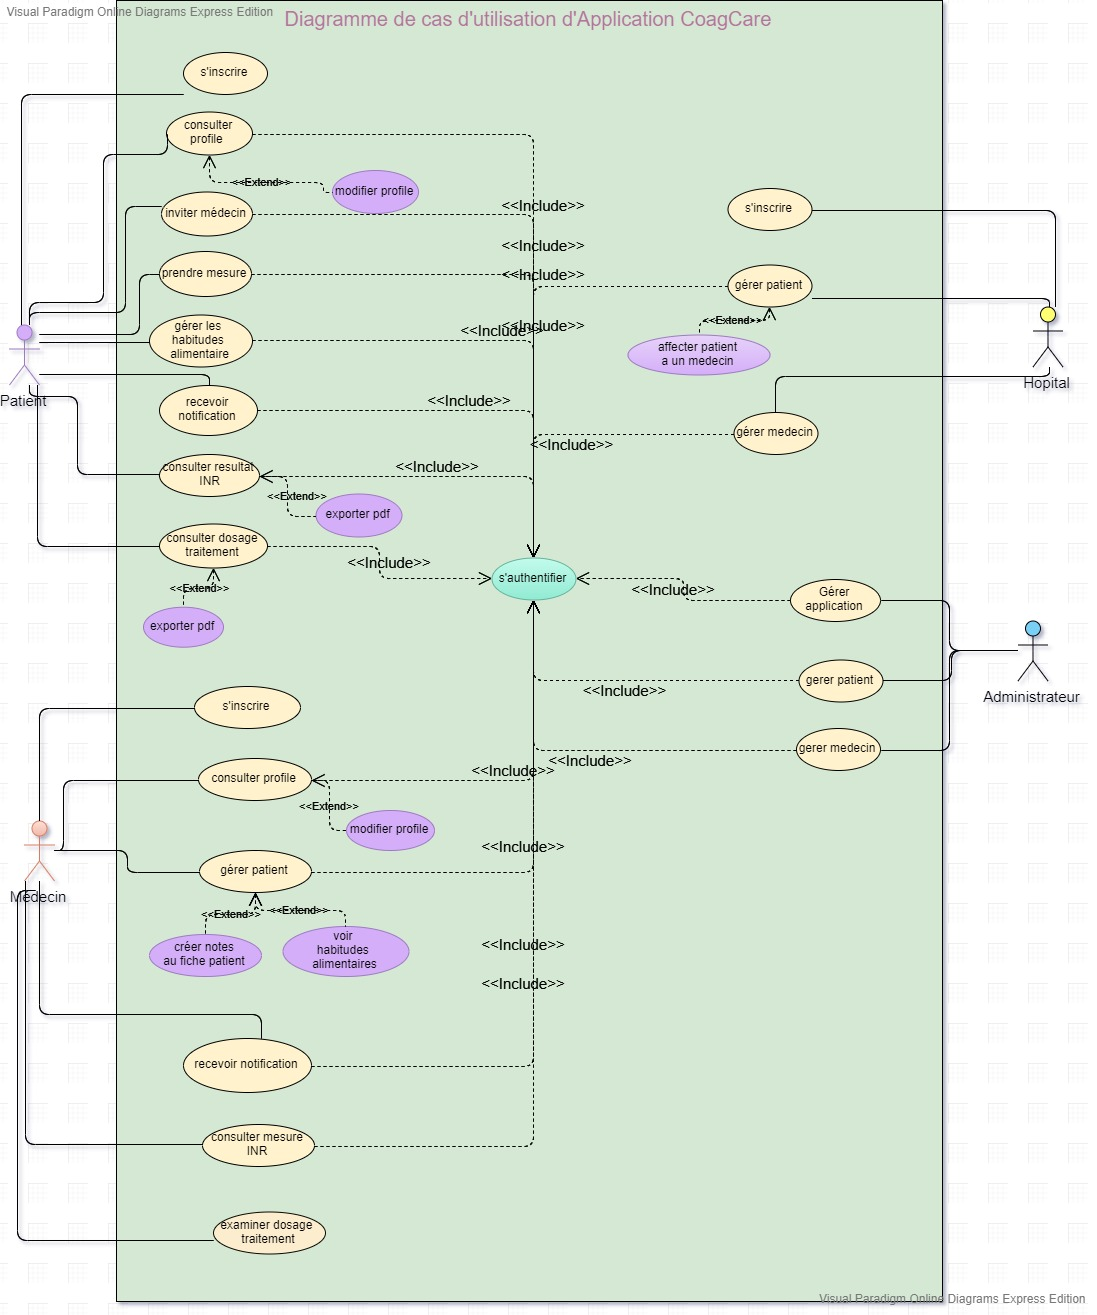 Visual Paradigm Online Diagrams Express Edition
Diagramme de cas d'utilisation d'Application CoagCare
s'inscrire
consulter
profile
<<Extend>>
modifier profile
inviter médecin
<<Include>>
s'inscrire
<<Include>>
prendre mesure
<<Include>>
gérer patient
gérer les
habitudes
alimentaire
<<Include>>
<<Include>>
<<Extend>>
affecter patient
a un medecin
Patient
Hopital
recevoir
notification
<<Include>>
gérer medecin
<<Include>>
consulter resultat
INR
<<Include>>
<<Extend>>
exporter pdf
consulter dosage
traitement
<<Include>>
s'authentifier
<<Extend>>
<<Include>>
Gérer
application
exporter pdf
gerer patient
<<Include>>
Administrateur
s'inscrire
gerer medecin
<<Include>>
consulter profile
<<Include>>
<<Extend>>
modifier profile
<<Include>>
gérer patient
Médecin
<<Extend>>
<<Extend>>
créer notes
au fiche patient
voir
habitudes
alimentaires
<<Include>>
<<Include>>
recevoir notification
consulter mesure
INR
examiner dosage
traitement
Visual Paradigm Online Diagrams Express Edition